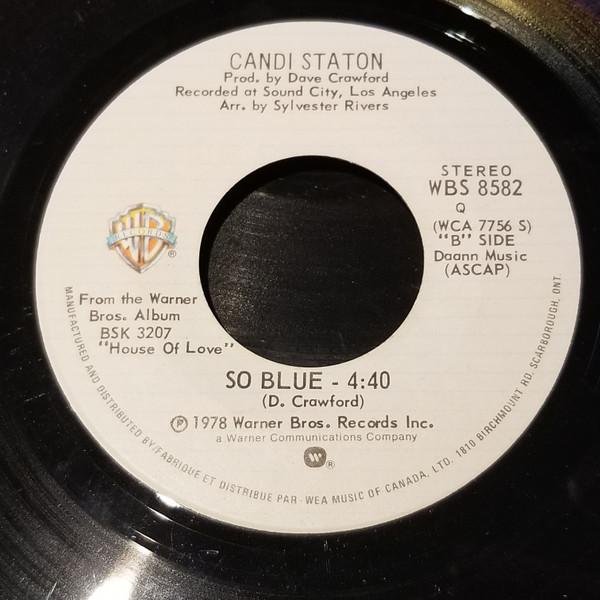 CANDI STATON
Prod. by Dave Crawford
Recorded at Sound City, Los Angeles
Arr. by Sylvester Rivers
STEREO
WBS 8582
Q
(WCA 7756 S)
"B" SIDE
Daann Music
(ASCAP)
WB
RECORDS
®
From the Warner
Bros. Album
BSK 3207
"House Of Love"
SO BLUE - 4:40
(D. Crawford)
℗ 1978 Warner Bros. Records Inc.
a Warner Communications Company
®
MANUFACTURED AND DISTRIBUTED BY/FABRIQUE ET DISTRIBUE PAR - WEA MUSIC OF CANADA, LTD. 1810 BIRCHMOUNT RD. SCARBOROUGH, ONT.